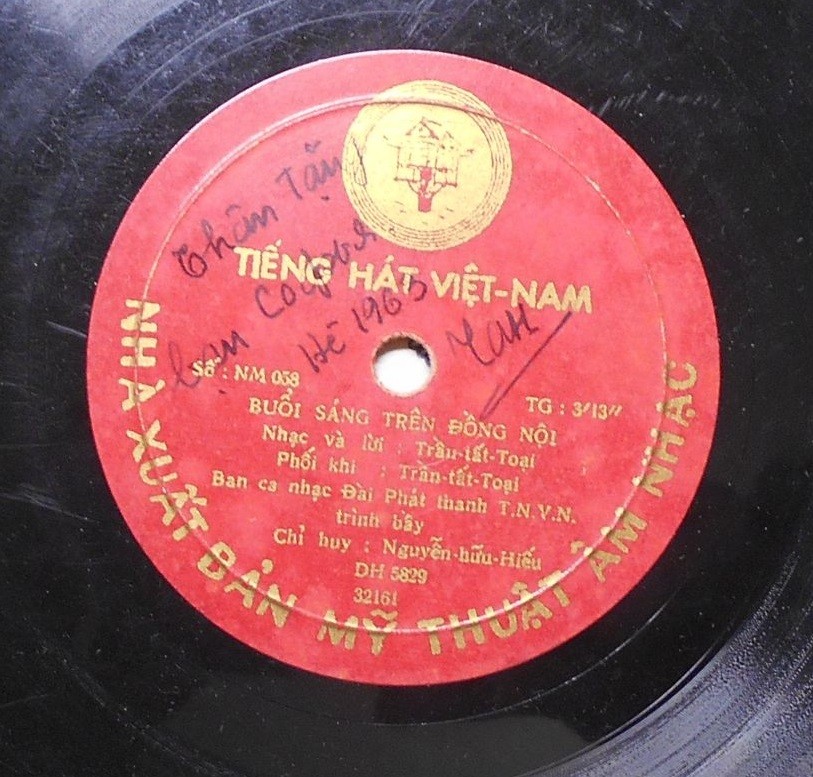 TIẾNG HÁT VIỆT-NAM
Thân Tặng
bạn
Hè 1963
Số : NM 058
TG : 3'13"
BUỔI SÁNG TRÊN ĐỒNG NỘI
Nhạc và lời : Trần-tất-Toại
Phối khí : Trần-tất-Toại
Ban ca nhạc Đài Phát thanh T.N.V.N.
trình bầy
Chỉ huy : Nguyễn-hữu-Hiếu
DH 5829
32161
NHÀ XUẤT BẢN MỸ THUẬT ÂM NHẠC